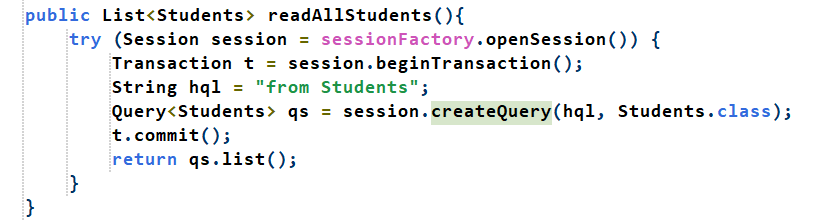 public List<Students> readAllStudents(){
try (Session session = sessionFactory.openSession()) {
Transaction t = session.beginTransaction();
String hql = "from Students";
Query<Students> qs = session.createQuery(hql, Students.class);
t.commit();
return qs.list();
}
}